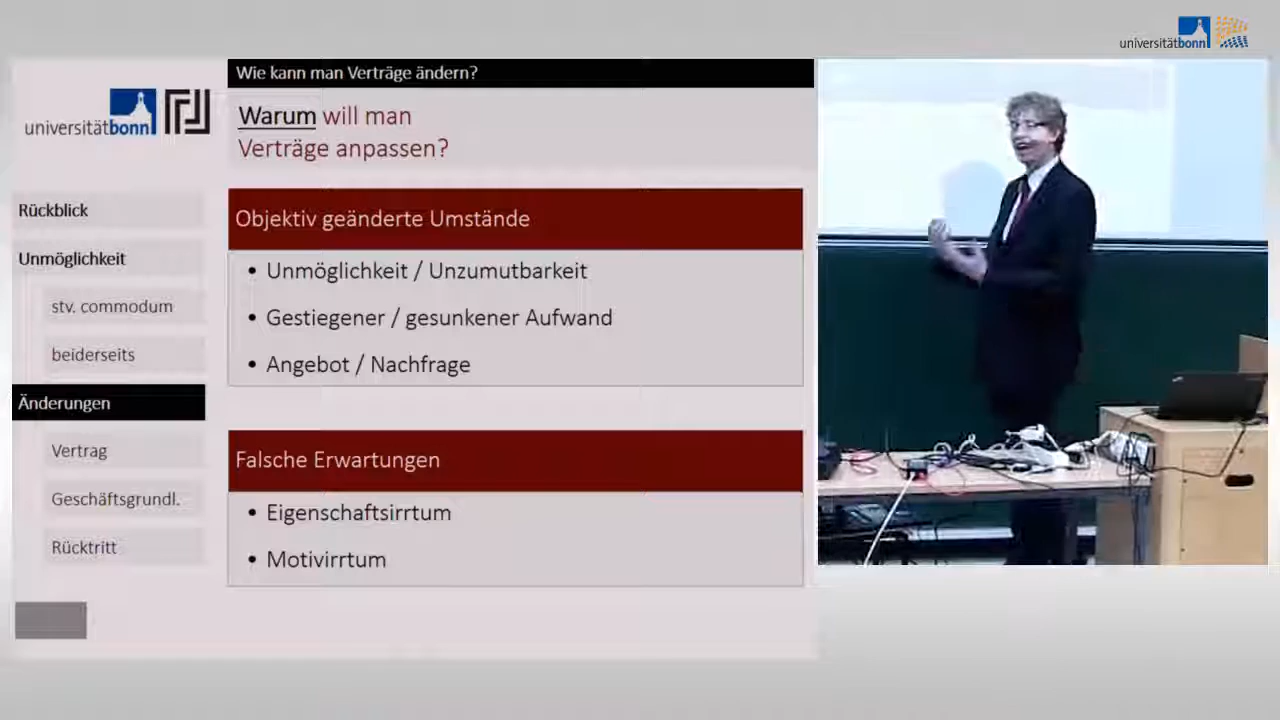 universitätbonn
Wie kann man Verträge ändern?
universitätbonn
Warum will man
Verträge anpassen?
Rückblick
Unmöglichkeit
stv. commodum
beiderseits
Änderungen
Vertrag
Geschäftsgrundl.
Rücktritt
Objektiv geänderte Umstände
• Unmöglichkeit / Unzumutbarkeit
• Gestiegener / gesunkener Aufwand
• Angebot / Nachfrage
Falsche Erwartungen
• Eigenschaftsirrtum
• Motivirrtum